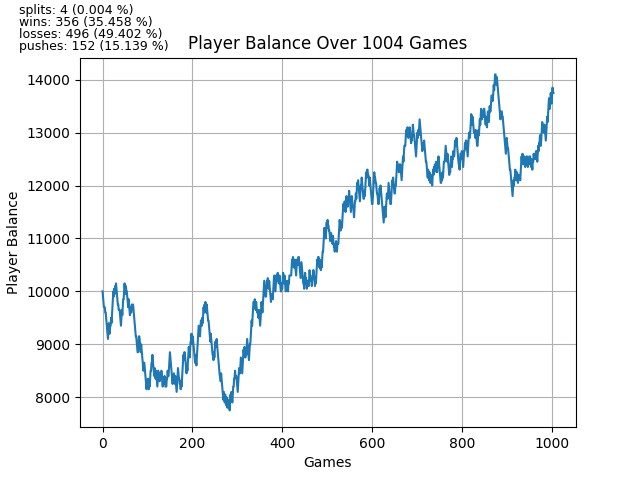 splits: 4 (0.004 %)
wins: 356 (35.458 %)
losses: 496 (49.402 %)
pushes: 152 (15.139 %)
Player Balance Over 1004 Games
14000
13000
12000
11000
10000
9000
8000
Player Balance
0 200 400 600 800 1000
Games